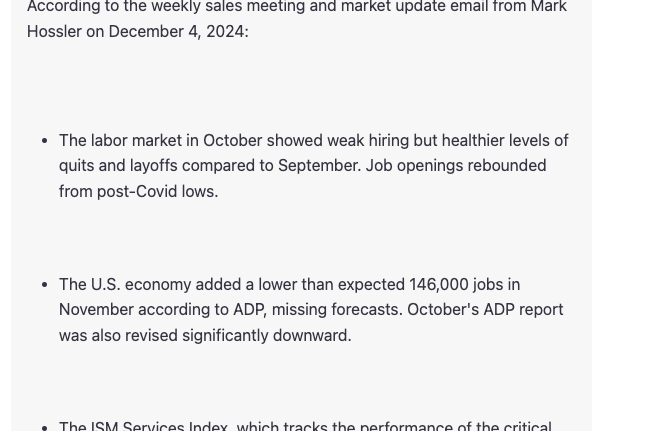 According to the weekly sales meeting and market update email from Mark
Hossler on December 4, 2024:
• The labor market in October showed weak hiring but healthier levels of
quits and layoffs compared to September. Job openings rebounded
from post-Covid lows.
• The U.S. economy added a lower than expected 146,000 jobs in
November according to ADP, missing forecasts. October's ADP report
was also revised significantly downward.
• The ISM Services Index, which tracks the performance of the critical